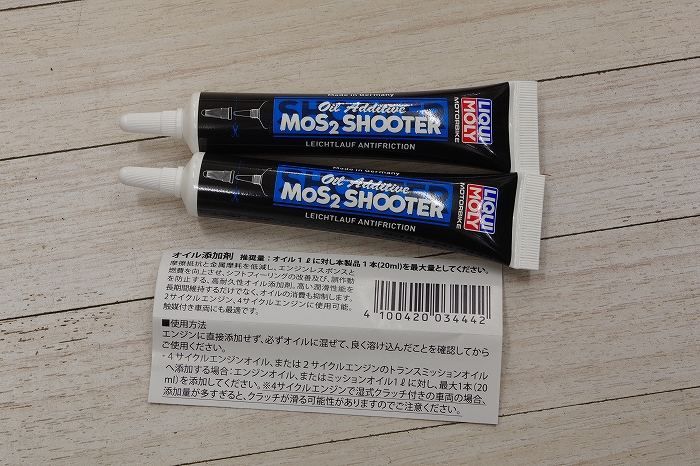 Made in Germany
SHOOTER
Oil Additive
MoS2 SHOOTER
LEICHTLAUF ANTIFRICTION
LIQUI
MOLY
MOTORBIKE
Made in Germany
SHOOTER
Oil Additive
MoS2 SHOOTER
LEICHTLAUF ANTIFRICTION
LIQUI
MOLY
MOTORBIKE
オイル添加剤 推奨量：オイル１ℓに対し本製品１本(20ml)を最大量としてください。
摩擦抵抗と金属摩耗を低減し、エンジンレスポンスと
燃費を向上させ、シフトフィーリングの改善及び、誤作動
を防止する、高耐久性オイル添加剤。高い潤滑性能を
長期間維持するだけでなく、オイルの消費も抑制します。
２サイクルエンジン、４サイクルエンジンに使用可能。
触媒付き車両にも最適です。
4 100420 034442
■使用方法
エンジンに直接添加せず、必ずオイルに混ぜて、良く溶け込んだことを確認してから
ご使用ください。
・４サイクルエンジンオイル、または２サイクルエンジンのトランスミッションオイル
へ添加する場合：エンジンオイル、またはミッションオイル1ℓに対し、最大1本(20
ml)を添加してください。※4サイクルエンジンで湿式クラッチ付きの車両の場合、
添加量が多すぎると、クラッチが滑る可能性がありますのでご注意ください。